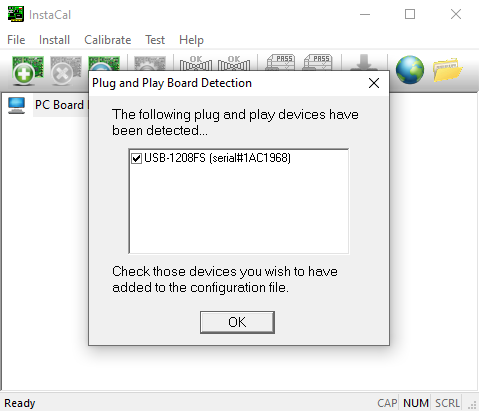 InstaCal
File Install Calibrate Test Help
OK OK PASS PASS
Plug and Play Board Detection
PC Board
The following plug and play devices have
been detected...
USB-1208FS (serial#1AC1968)
Check those devices you wish to have
added to the configuration file.
OK
Ready CAP NUM SCRL